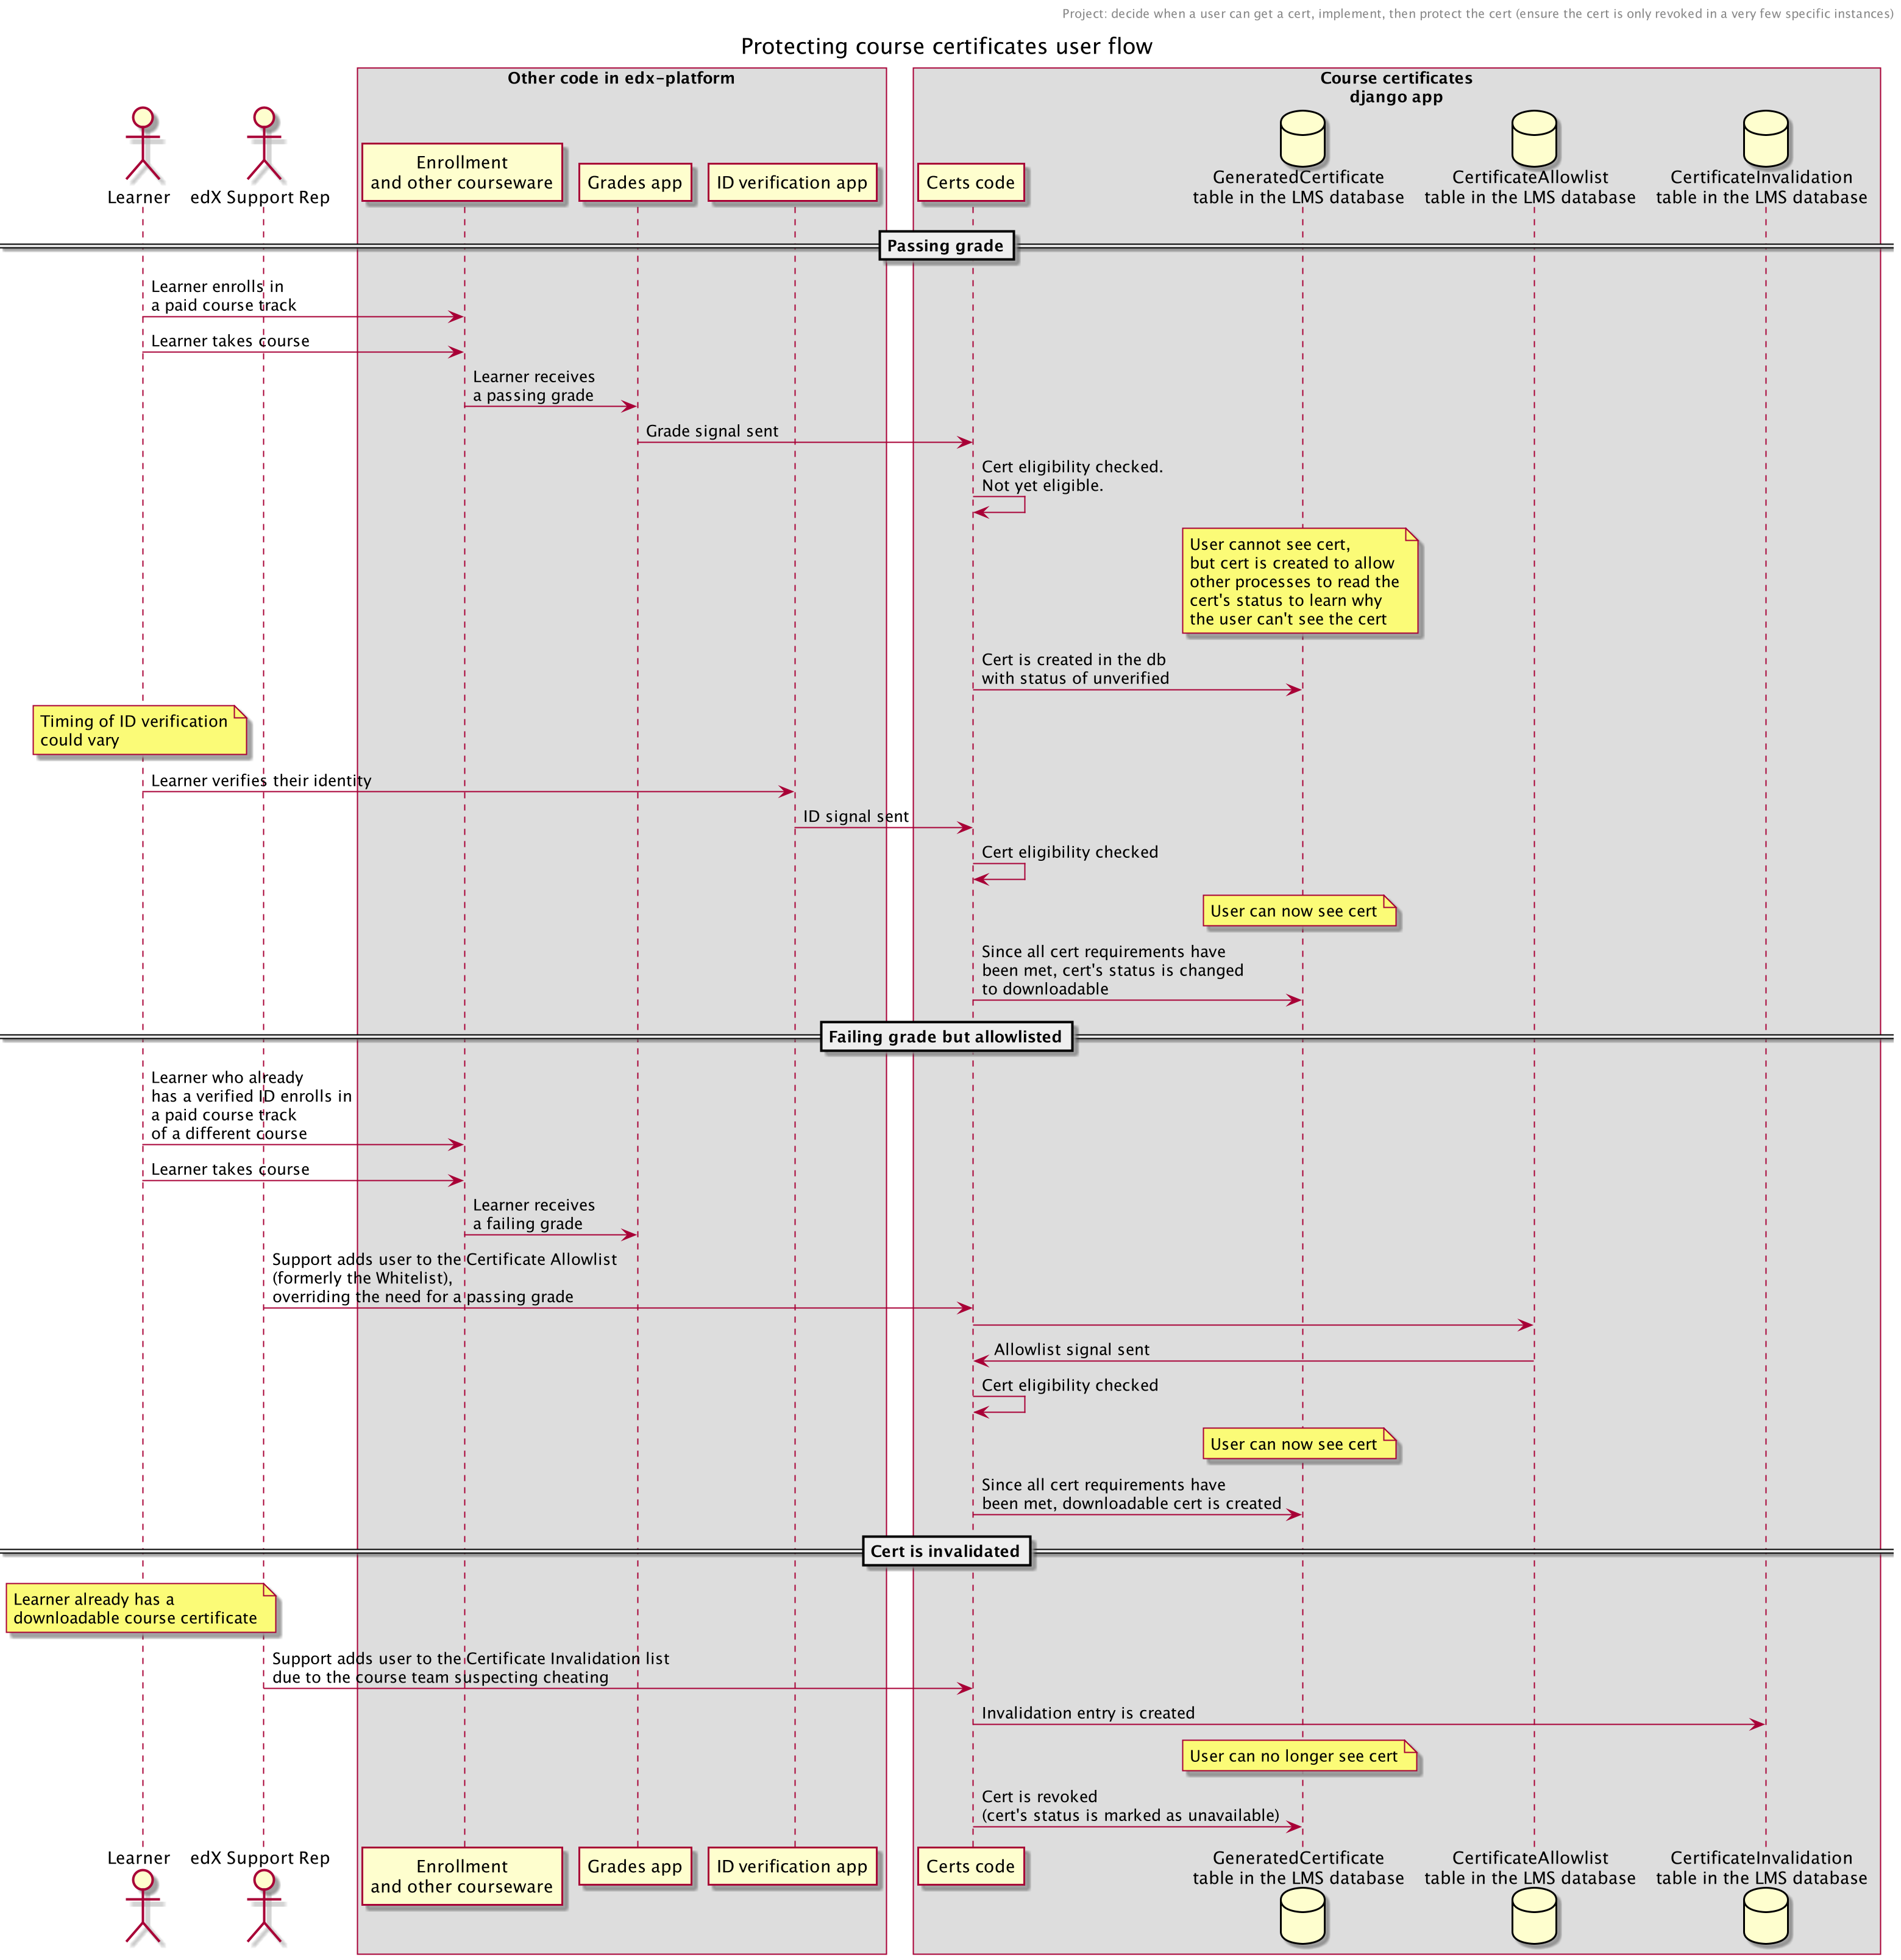 Project: decide when a user can get a cert, implement, then protect the cert (ensure the cert is only revoked in a very few specific instances)
Protecting course certificates user flow
Other code in edx-platform
Course certificates
django app
Learner
edX Support Rep
Enrollment
and other courseware
Grades app
ID verification app
Certs code
GeneratedCertificate
table in the LMS database
CertificateAllowlist
table in the LMS database
CertificateInvalidation
table in the LMS database
Passing grade
Learner enrolls in
a paid course track
Learner takes course
Learner receives
a passing grade
Grade signal sent
Cert eligibility checked.
Not yet eligible.
User cannot see cert,
but cert is created to allow
other processes to read the
cert's status to learn why
the user can't see the cert
Cert is created in the db
with status of unverified
Timing of ID verification
could vary
Learner verifies their identity
ID signal sent
Cert eligibility checked
User can now see cert
Since all cert requirements have
been met, cert's status is changed
to downloadable
Failing grade but allowlisted
Learner who already
has a verified ID enrolls in
a paid course track
of a different course
Learner takes course
Learner receives
a failing grade
Support adds user to the Certificate Allowlist
(formerly the Whitelist),
overriding the need for a passing grade
Allowlist signal sent
Cert eligibility checked
User can now see cert
Since all cert requirements have
been met, downloadable cert is created
Cert is invalidated
Learner already has a
downloadable course certificate
Support adds user to the Certificate Invalidation list
due to the course team suspecting cheating
Invalidation entry is created
User can no longer see cert
Cert is revoked
(cert's status is marked as unavailable)
Learner
edX Support Rep
Enrollment
and other courseware
Grades app
ID verification app
Certs code
GeneratedCertificate
table in the LMS database
CertificateAllowlist
table in the LMS database
CertificateInvalidation
table in the LMS database